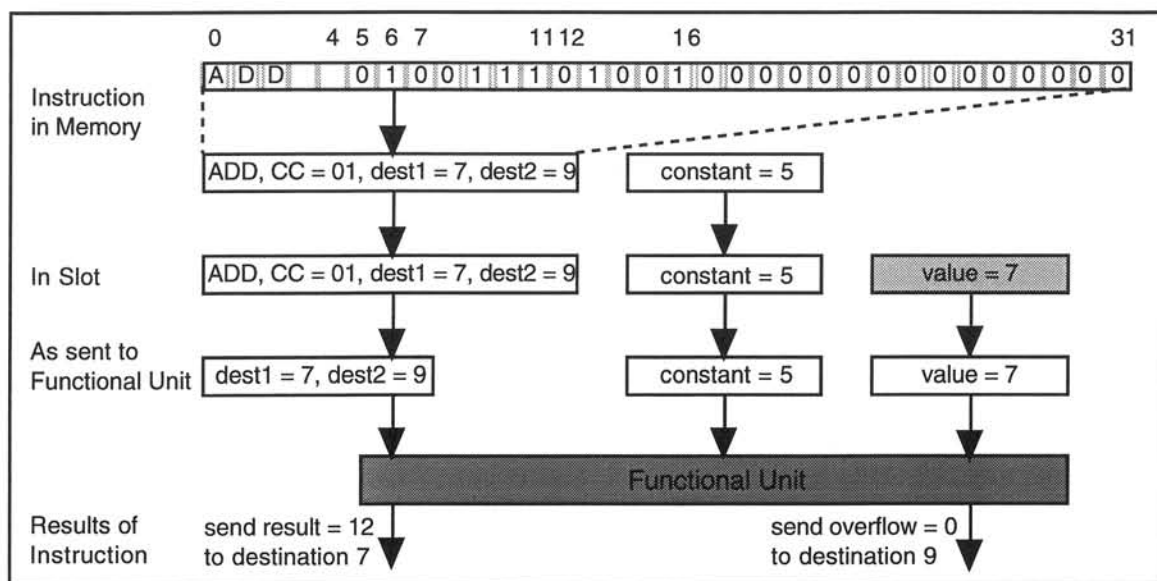 0 4 5 6 7 11 12 16 31
A D D 0 1 0 0 1 1 1 0 1 0 0 1 0 0 0 0 0 0 0 0 0 0 0 0 0 0 0
Instruction
in Memory
ADD, CC = 01, dest1 = 7, dest2 = 9 constant = 5
In Slot
ADD, CC = 01, dest1 = 7, dest2 = 9 constant = 5 value = 7
As sent to
Functional Unit
dest1 = 7, dest2 = 9 constant = 5 value = 7
Functional Unit
Results of
Instruction
send result = 12
to destination 7
send overflow = 0
to destination 9